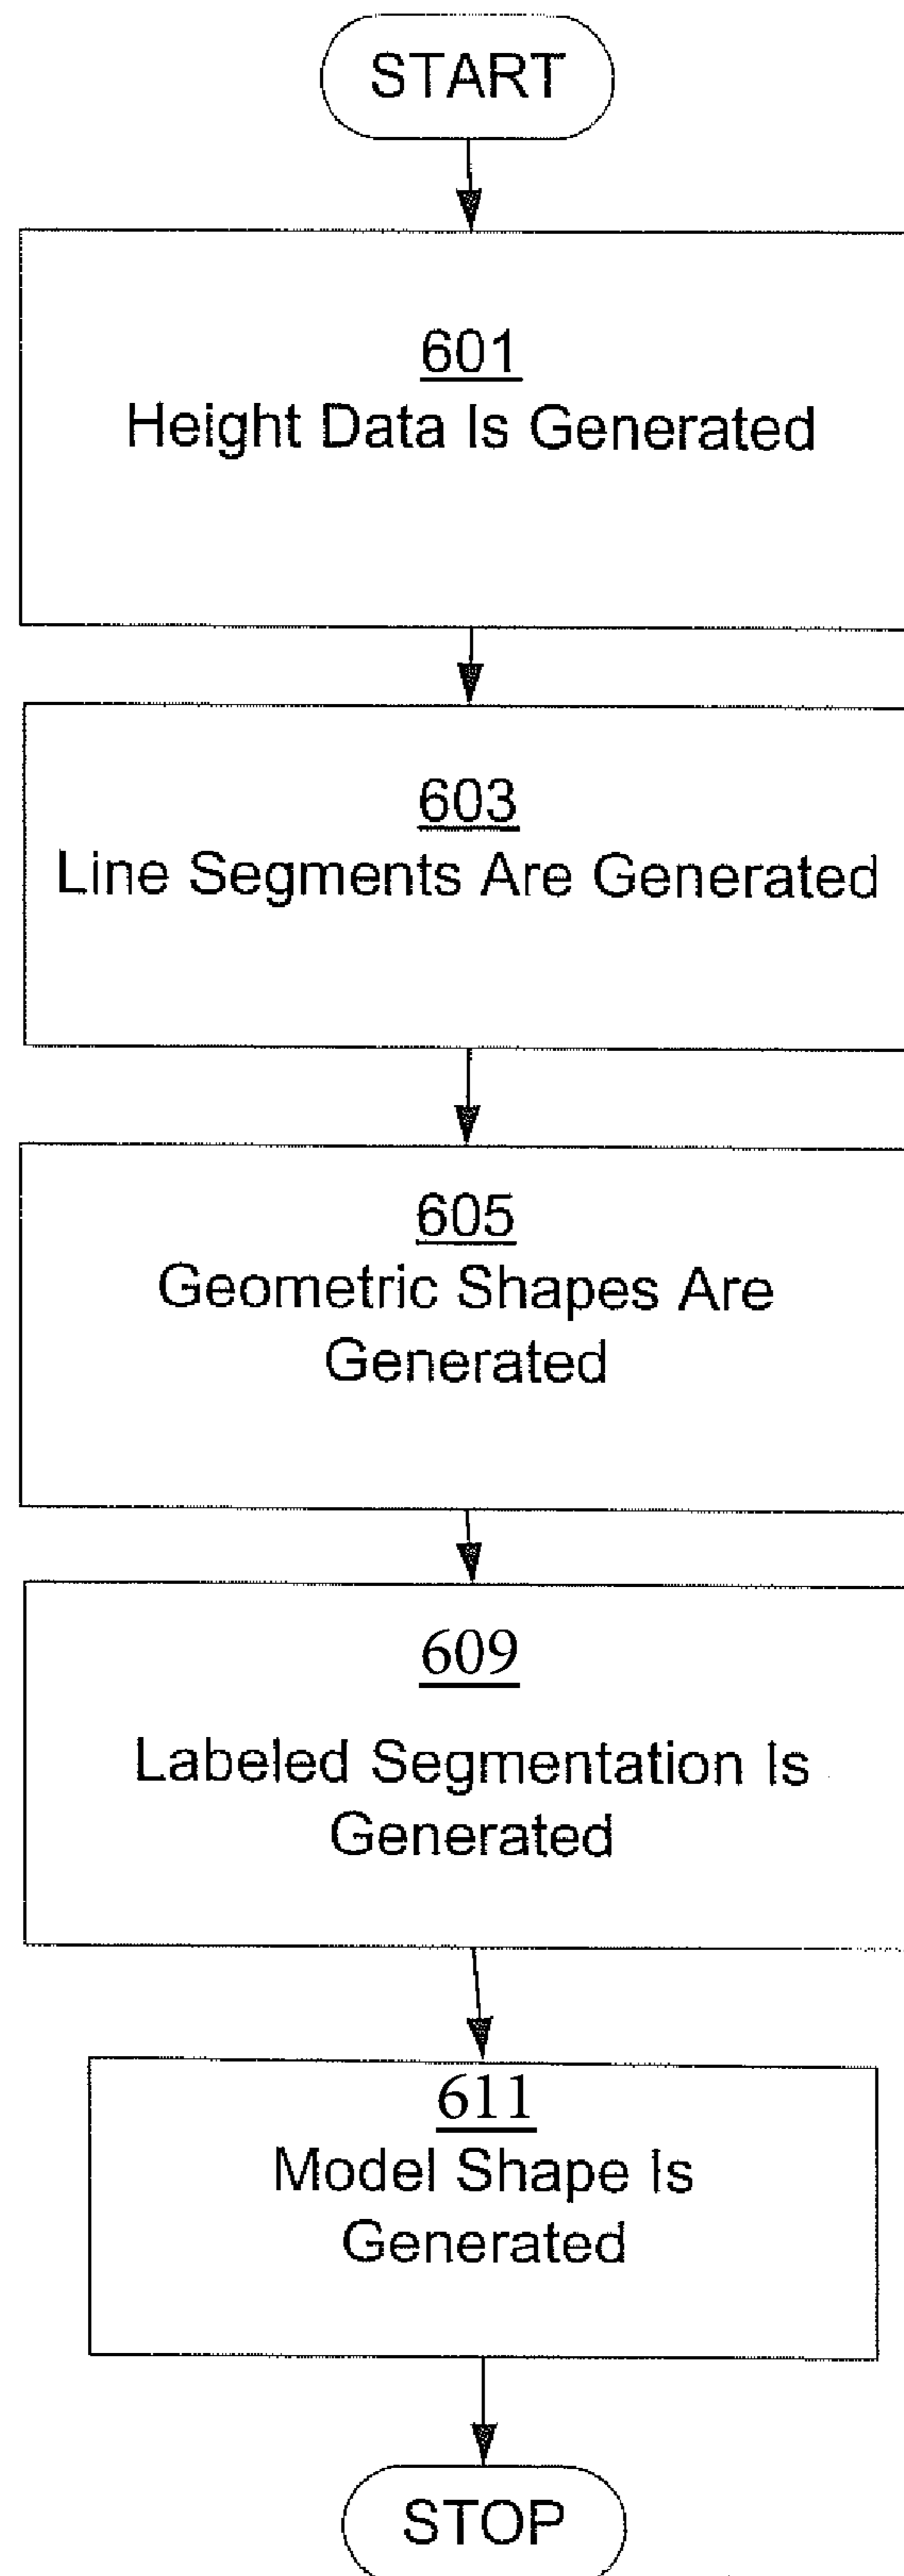 START
601
Height Data Is Generated
603
Line Segments Are Generated
605
Geometric Shapes Are
Generated
609
Labeled Segmentation Is
Generated
611
Model Shape Is
Generated
STOP